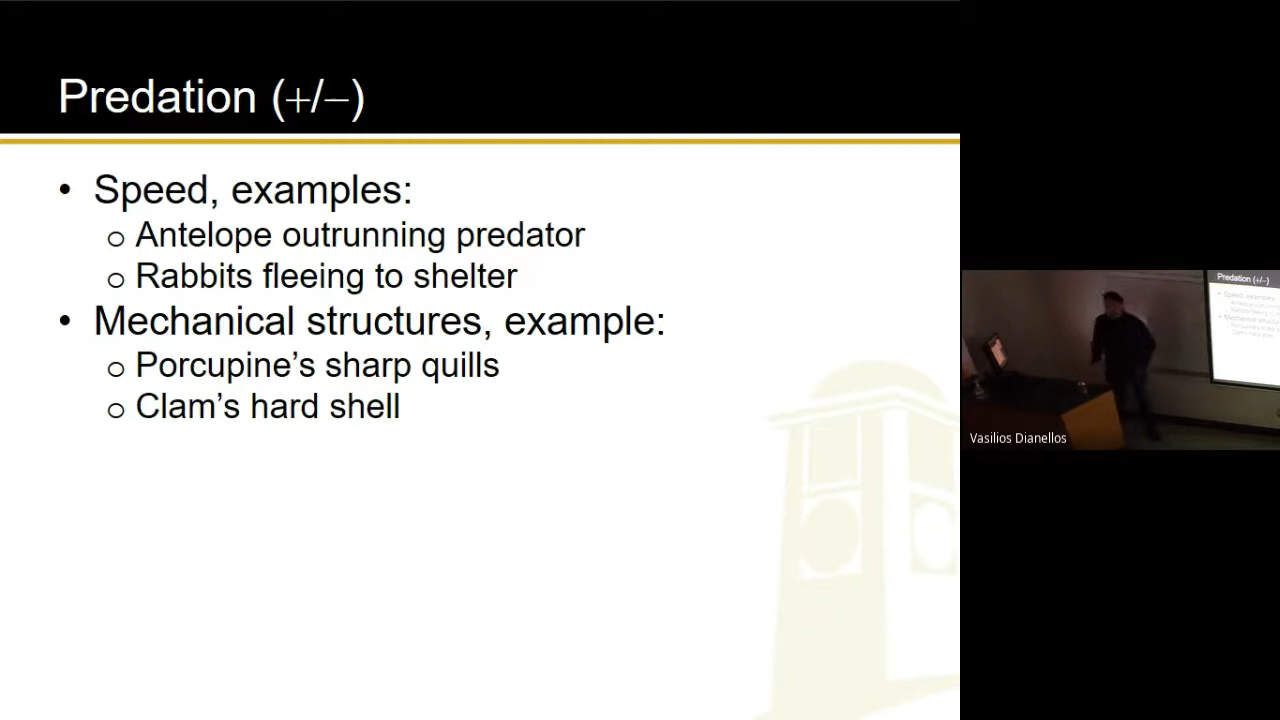 Predation (+/–)
• Speed, examples:
o Antelope outrunning predator
o Rabbits fleeing to shelter
• Mechanical structures, example:
o Porcupine’s sharp quills
o Clam’s hard shell
Predation (+/–)
Vasilios Dianellos